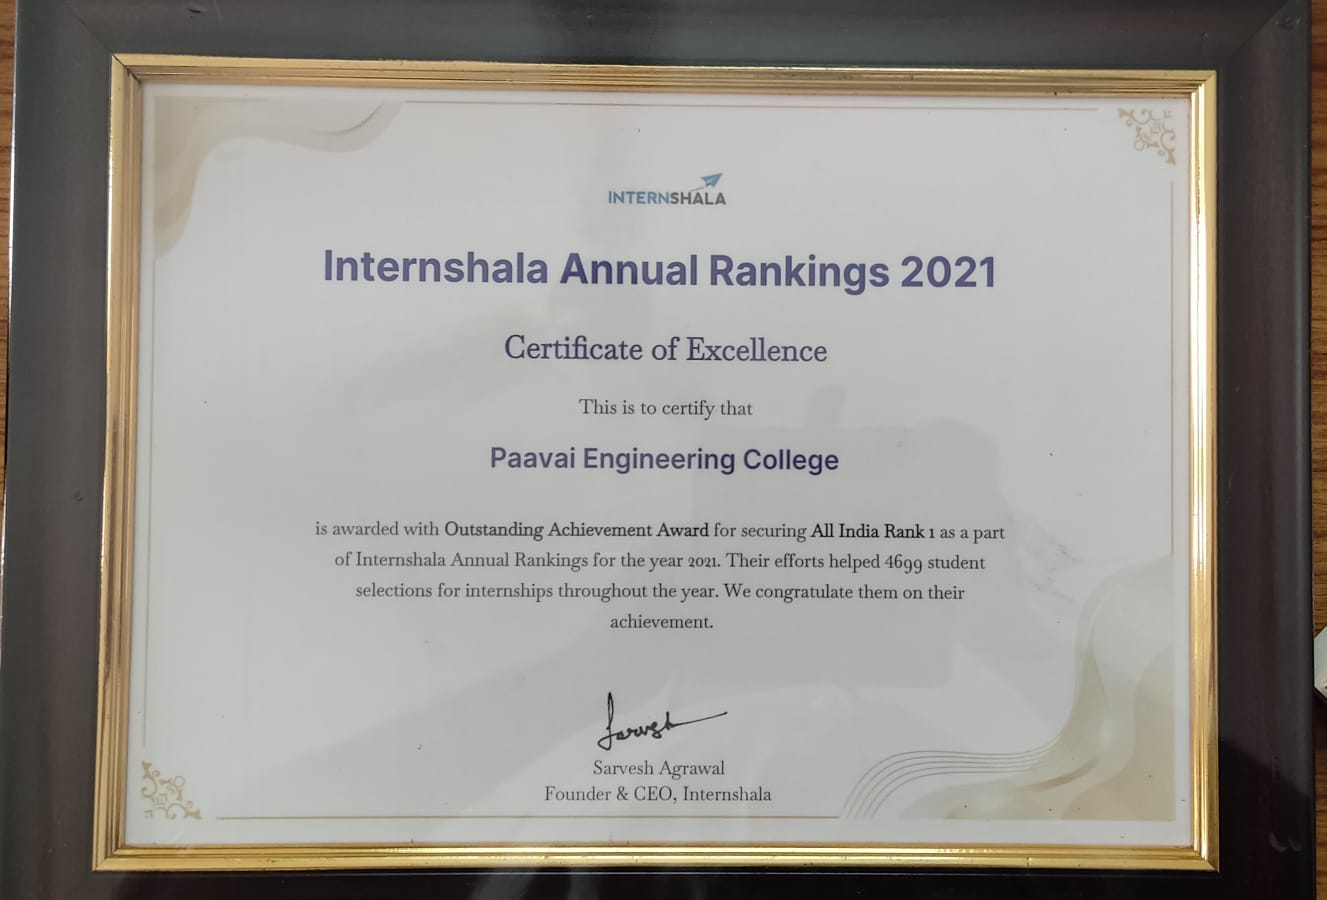 INTERNSHALA
Internshala Annual Rankings 2021
Certificate of Excellence
This is to certify that
Paavai Engineering College
is awarded with Outstanding Achievement Award for securing All India Rank 1 as a part
of Internshala Annual Rankings for the year 2021. Their efforts helped 4699 student
selections for internships throughout the year. We congratulate them on their
achievement.
Sarvesh
Sarvesh Agrawal
Founder & CEO, Internshala